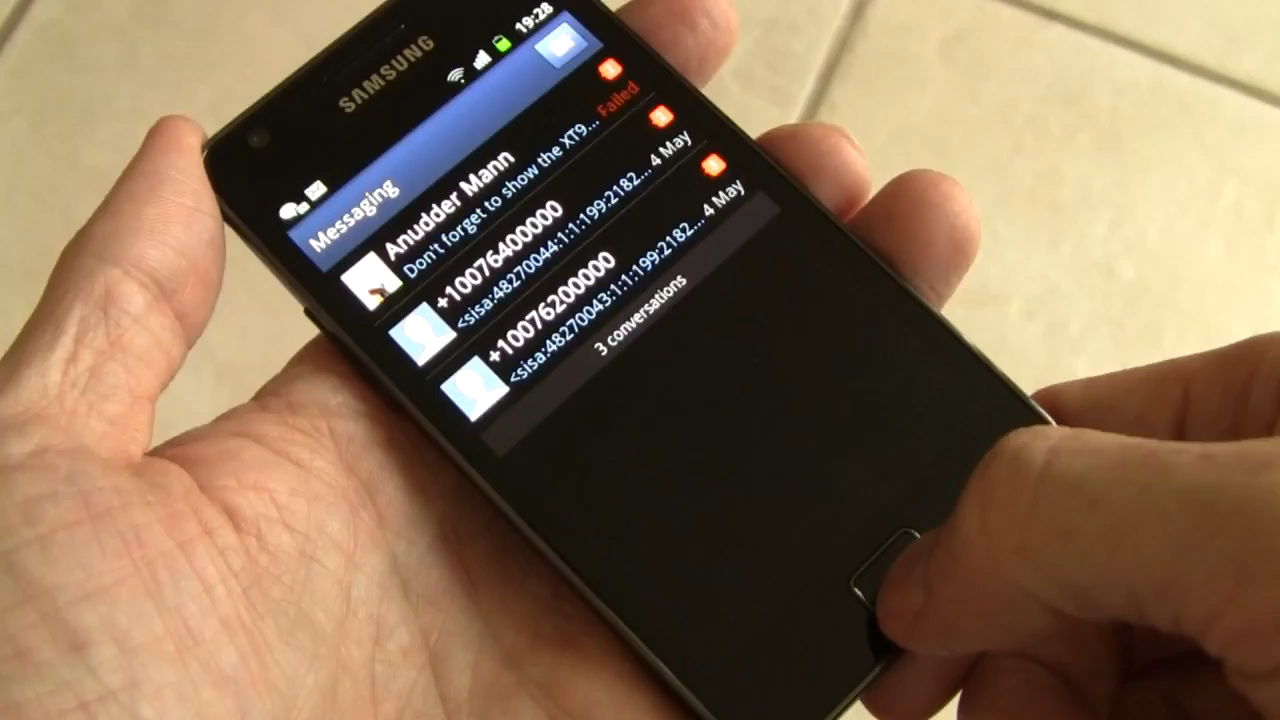 SAMSUNG
19:28
Messaging
Anudder Mann
Don't forget to show the XT9...
Failed
+10076400000
<sisa:48270044:1:1:199:2182...
4 May
+10076200000
<sisa:48270043:1:1:199:2182...
4 May
3 conversations